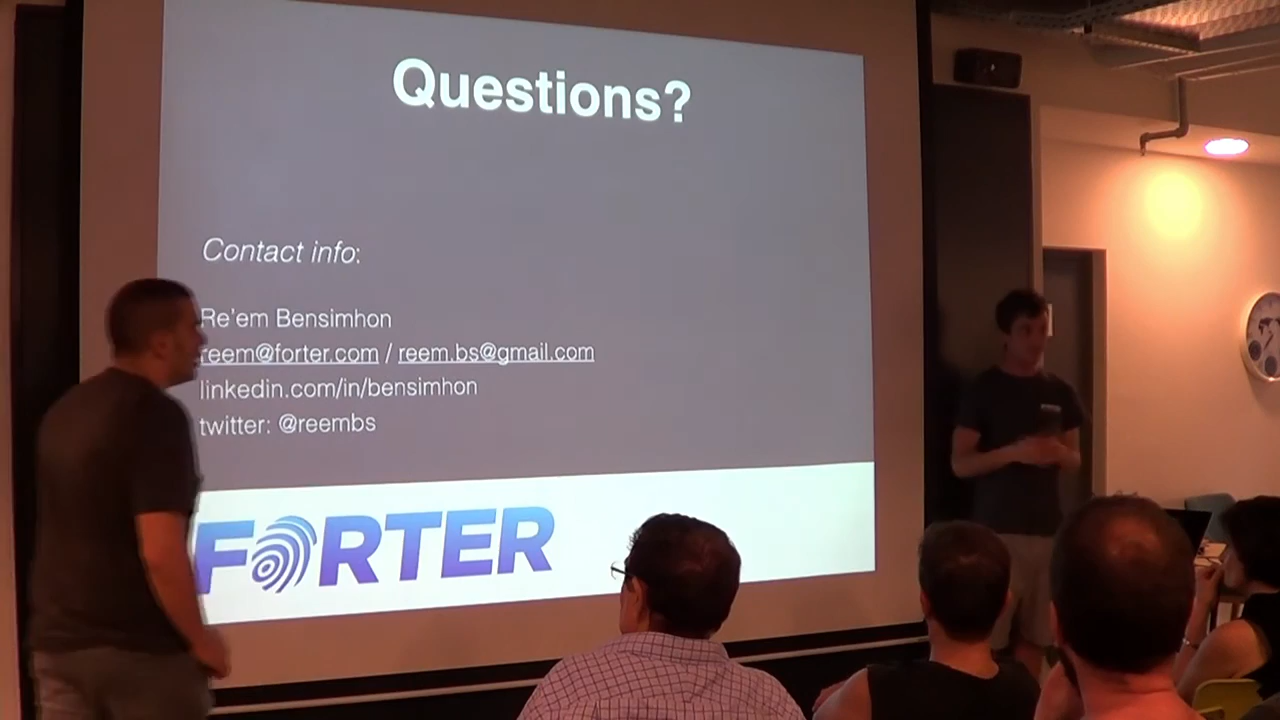 Questions?
Contact info:
Re'em Bensimhon
reem@forter.com / reem.bs@gmail.com
linkedin.com/in/bensimhon
twitter: @reembs
FORTER